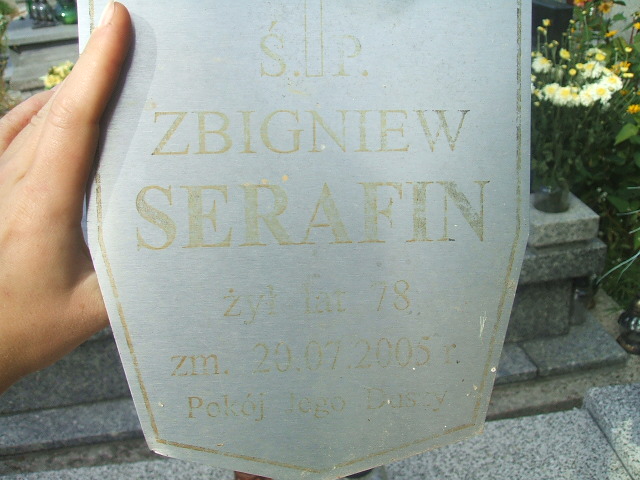 Ś. P.
ZBIGNIEW
SERAFIN
żył lat 78
zm. 20.07.2005 r.
Pokój Jego Duszy